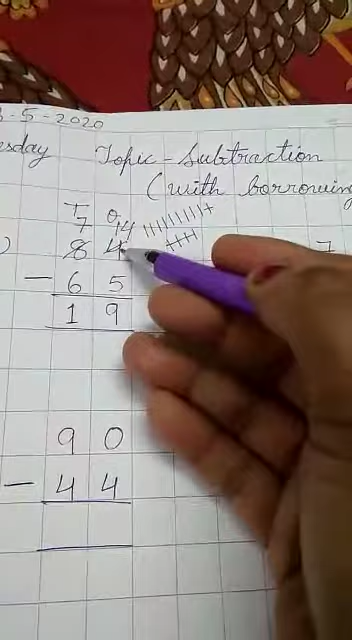 -5-2020
esday Topic - Subtraction
(with borrowing
T O
7 14
8 4
- 6 5
1 9
7
9 0
- 4 4